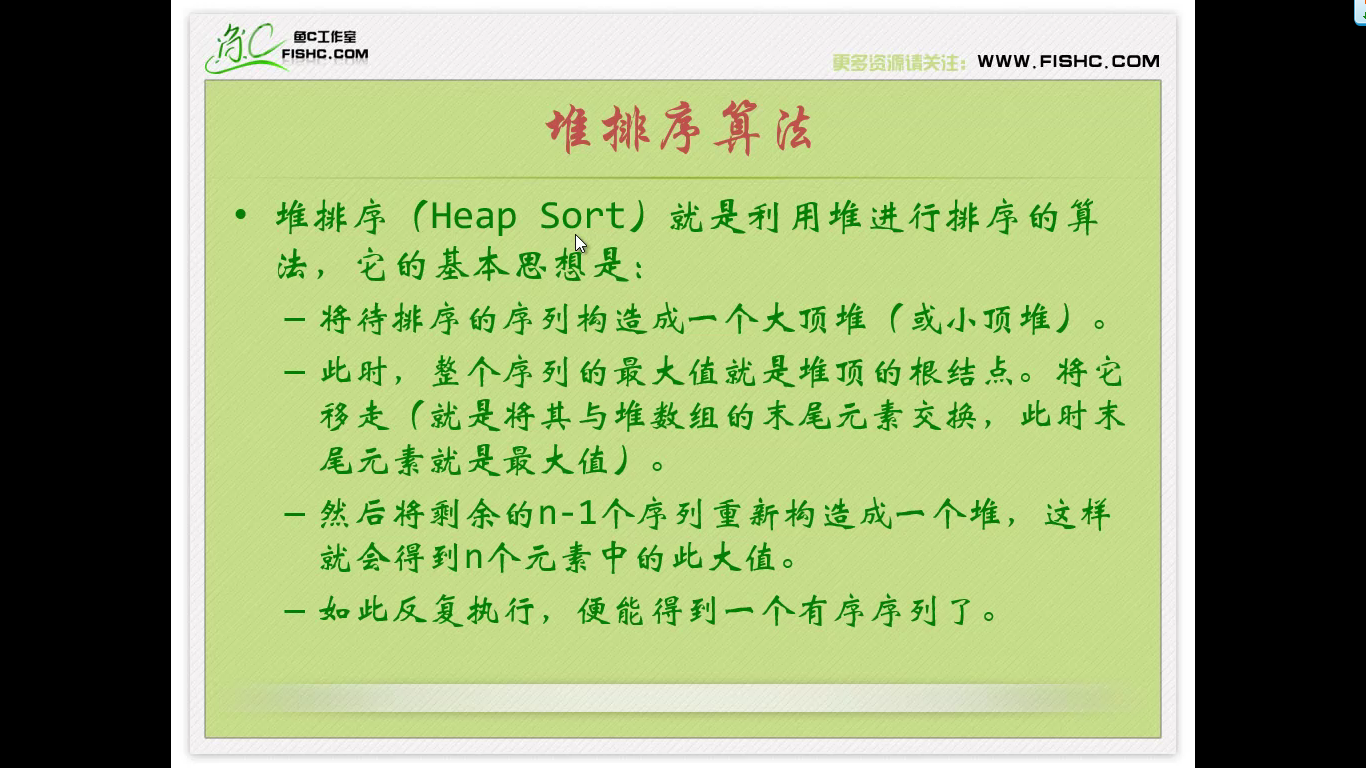 鱼C工作室
FISHC.COM
更多资源请关注：WWW.FISHC.COM
堆排序算法
• 堆排序（Heap Sort）就是利用堆进行排序的算
法，它的基本思想是：
– 将待排序的序列构造成一个大顶堆（或小顶堆）。
– 此时，整个序列的最大值就是堆顶的根结点。将它
移走（就是将其与堆数组的末尾元素交换，此时末
尾元素就是最大值）。
– 然后将剩余的n-1个序列重新构造成一个堆，这样
就会得到n个元素中的此大值。
– 如此反复执行，便能得到一个有序序列了。